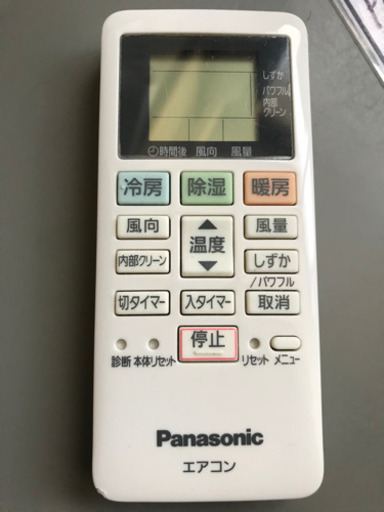 しずか
パワフル
内部
クリーン
時間後 風向 風量
冷房 除湿 暖房
風向 温度 風量
内部クリーン しずか
/パワフル
切タイマー 入タイマー 取消
停止
診断 本体リセット リセット メニュー
Panasonic
エアコン